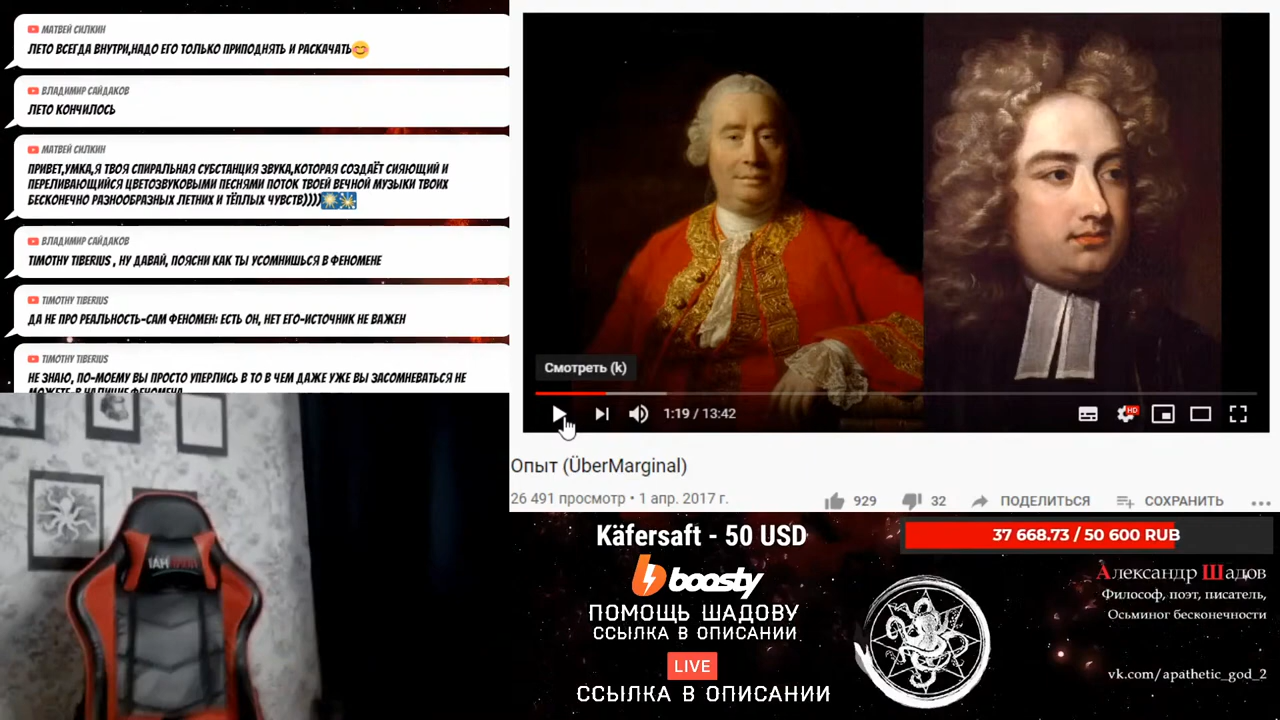 МАТВЕЙ СИЛКИН
ЛЕТО ВСЕГДА ВНУТРИ,НАДО ЕГО ТОЛЬКО ПРИПОДНЯТЬ И РАСКАЧАТЬ😊
ВЛАДИМИР САЙДАКОВ
ЛЕТО КОНЧИЛОСЬ
МАТВЕЙ СИЛКИН
ПРИВЕТ,УМКА,Я ТВОЯ СПИРАЛЬНАЯ СУБСТАНЦИЯ ЗВУКА,КОТОРАЯ СОЗДАЁТ СИЯЮЩИЙ И
ПЕРЕЛИВАЮЩИЙСЯ ЦВЕТОЗВУКОВЫМИ ПЕСНЯМИ ПОТОК ТВОЕЙ ВЕЧНОЙ МУЗЫКИ ТВОИХ
БЕСКОНЕЧНО РАЗНООБРАЗНЫХ ЛЕТНИХ И ТЁПЛЫХ ЧУВСТВ))))
ВЛАДИМИР САЙДАКОВ
TIMOTHY TIBERIUS , НУ ДАВАЙ, ПОЯСНИ КАК ТЫ УСОМНИШЬСЯ В ФЕНОМЕНЕ
TIMOTHY TIBERIUS
ДА НЕ ПРО РЕАЛЬНОСТЬ-САМ ФЕНОМЕН: ЕСТЬ ОН, НЕТ ЕГО-ИСТОЧНИК НЕ ВАЖЕН
TIMOTHY TIBERIUS
НЕ ЗНАЮ, ПО-МОЕМУ ВЫ ПРОСТО УПЕРЛИСЬ В ТО В ЧЕМ ДАЖЕ УЖЕ ВЫ ЗАСОМНЕВАТЬСЯ НЕ
МОЖЕТЕ-В НАЛИЧИЕ ФЕНОМЕНА
Смотреть (k)
1:19 / 13:42
HD
Опыт (ÜberMarginal)
26 491 просмотр • 1 апр. 2017 г.
929
32
ПОДЕЛИТЬСЯ
СОХРАНИТЬ
Käfersaft - 50 USD
boosty
ПОМОЩЬ ШАДОВУ
ССЫЛКА В ОПИСАНИИ
LIVE
ССЫЛКА В ОПИСАНИИ
37 668.73 / 50 600 RUB
Александр Шадов
Философ, поэт, писатель,
Осьминог бесконечности
vk.com/apathetic_god_2